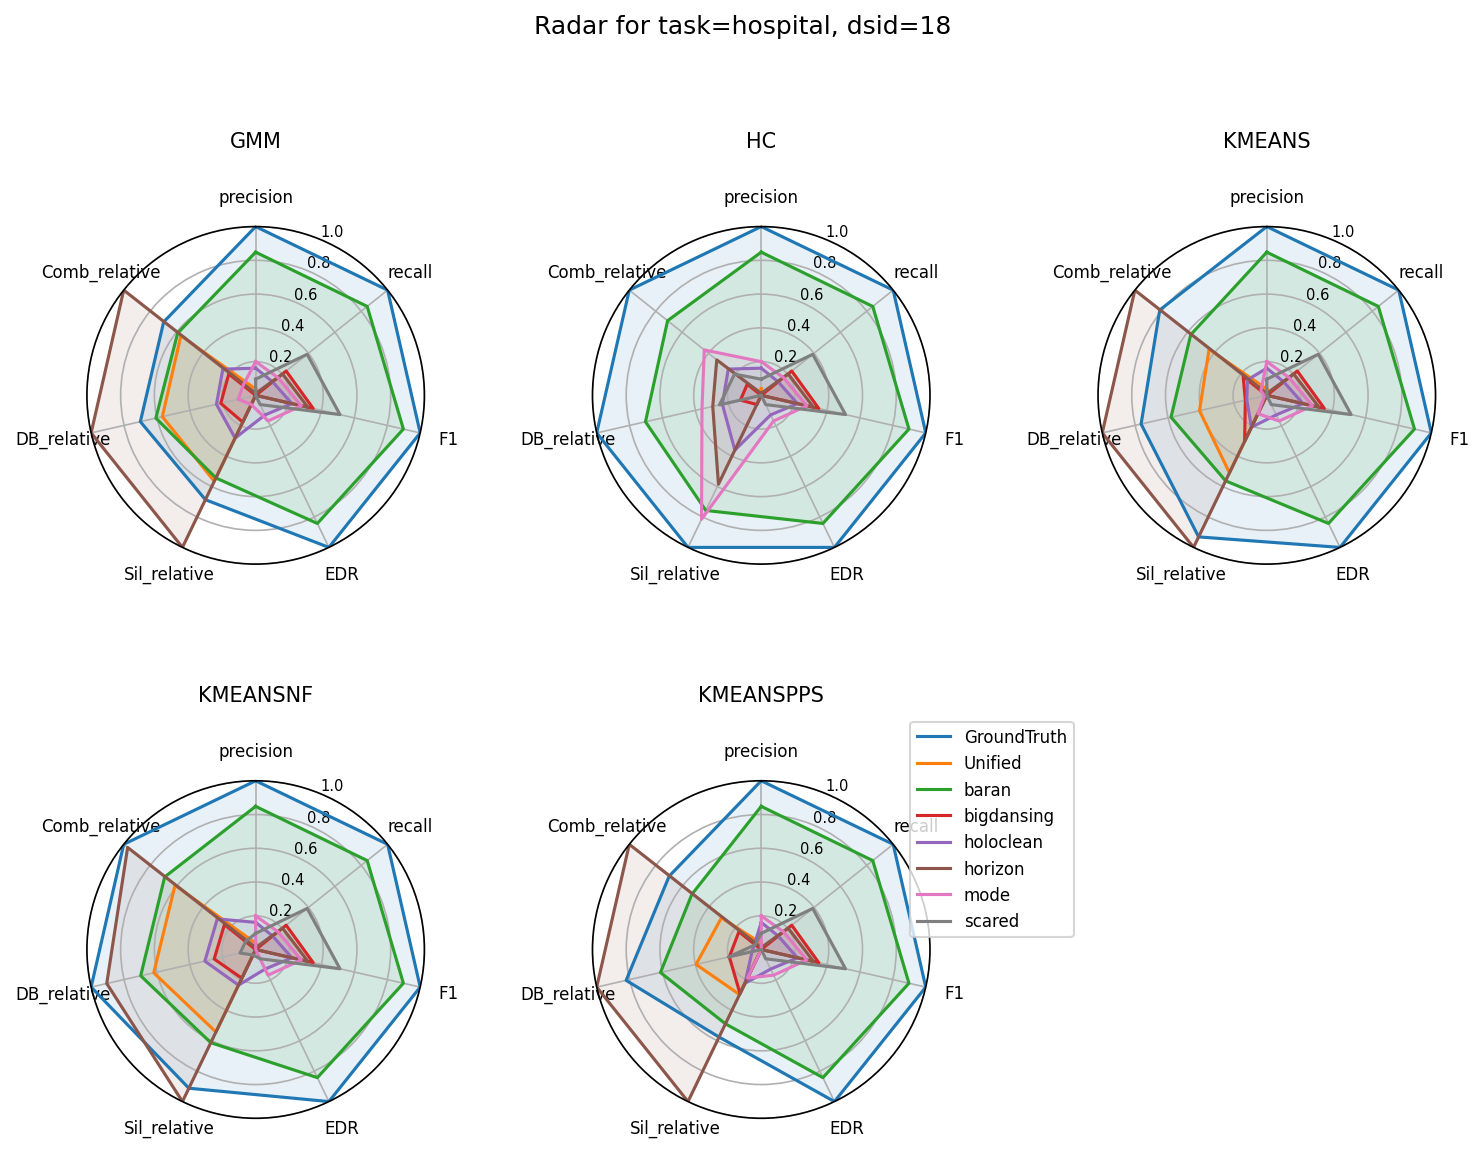 Radar for task=hospital, dsid=18
GMM
precision
recall
F1
EDR
Sil_relative
DB_relative
Comb_relative
0.2
0.4
0.6
0.8
1.0
HC
precision
recall
F1
EDR
Sil_relative
DB_relative
Comb_relative
0.2
0.4
0.6
0.8
1.0
KMEANS
precision
recall
F1
EDR
Sil_relative
DB_relative
Comb_relative
0.2
0.4
0.6
0.8
1.0
KMEANSNF
precision
recall
F1
EDR
Sil_relative
DB_relative
Comb_relative
0.2
0.4
0.6
0.8
1.0
KMEANSPPS
precision
recall
F1
EDR
Sil_relative
DB_relative
Comb_relative
0.2
0.4
0.6
0.8
1.0
GroundTruth
Unified
baran
bigdansing
holoclean
horizon
mode
scared